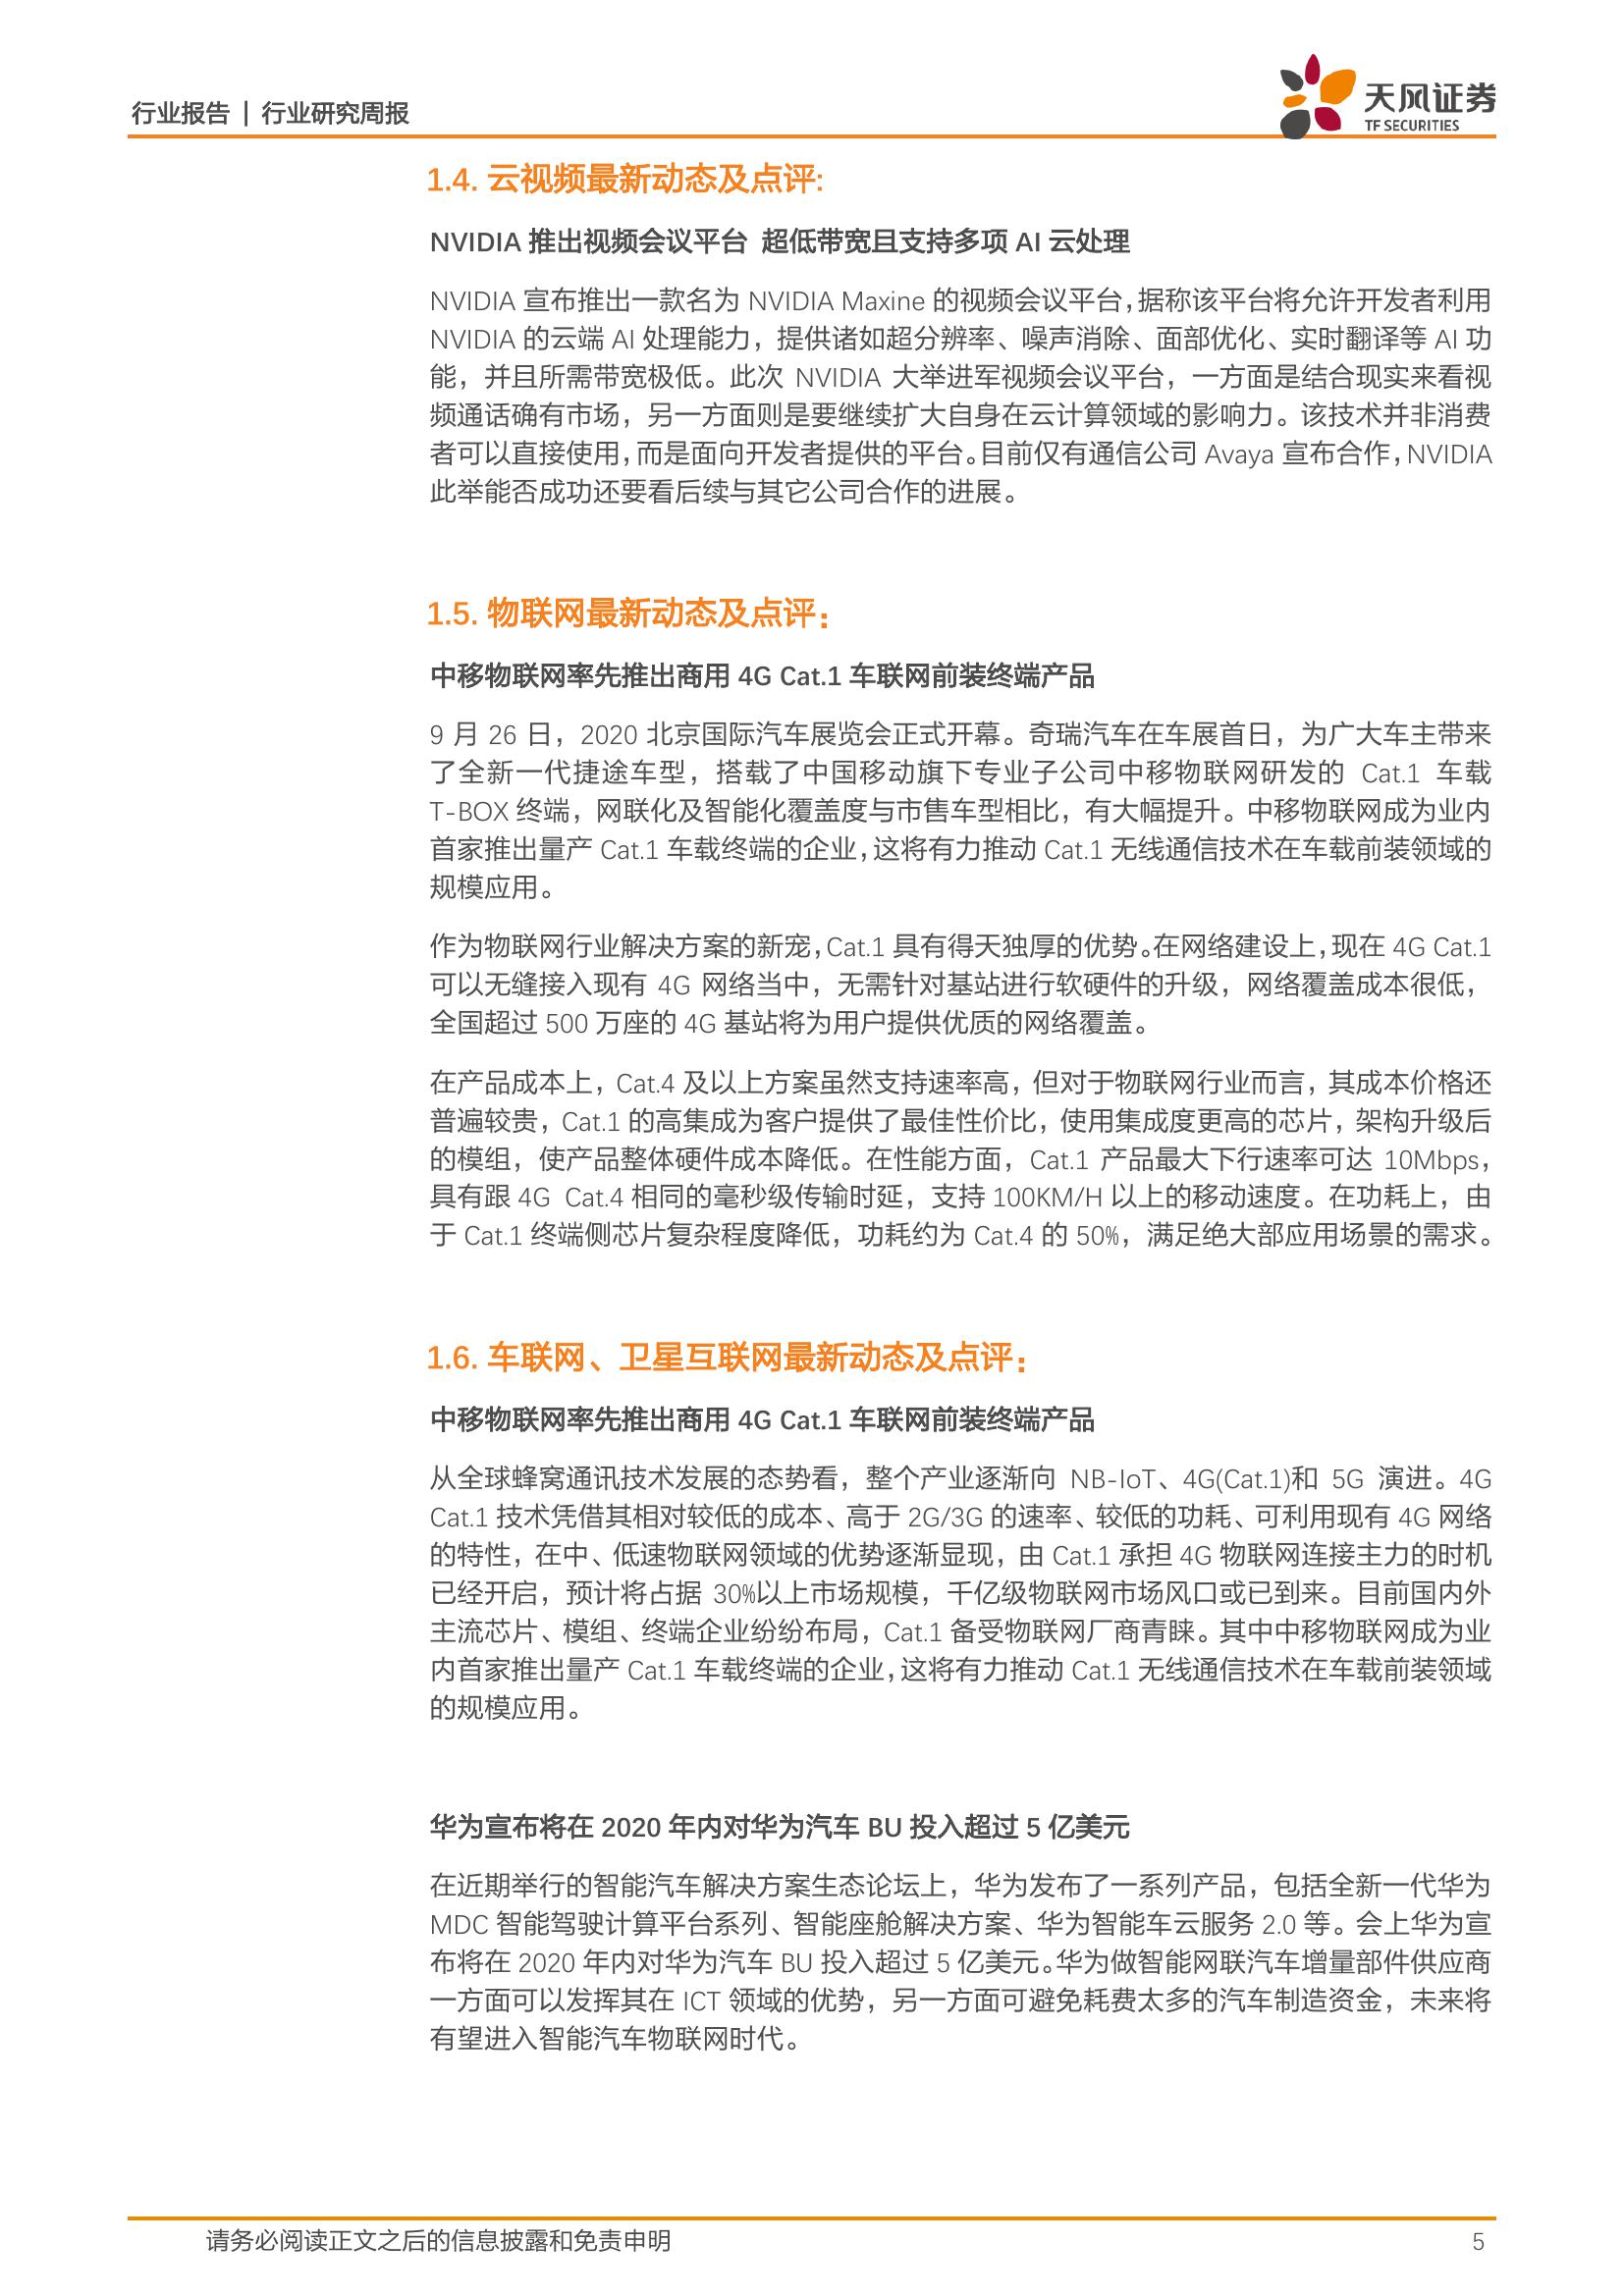 行业报告 | 行业研究周报
天风证券
TF SECURITIES
1.4. 云视频最新动态及点评:
NVIDIA 推出视频会议平台 超低带宽且支持多项 AI 云处理
NVIDIA 宣布推出一款名为 NVIDIA Maxine 的视频会议平台，据称该平台将允许开发者利用
NVIDIA 的云端 AI 处理能力，提供诸如超分辨率、噪声消除、面部优化、实时翻译等 AI 功
能，并且所需带宽极低。此次 NVIDIA 大举进军视频会议平台，一方面是结合现实来看视
频通话确有市场，另一方面则是要继续扩大自身在云计算领域的影响力。该技术并非消费
者可以直接使用，而是面向开发者提供的平台。目前仅有通信公司 Avaya 宣布合作，NVIDIA
此举能否成功还要看后续与其它公司合作的进展。
1.5. 物联网最新动态及点评：
中移物联网率先推出商用 4G Cat.1 车联网前装终端产品
9 月 26 日，2020 北京国际汽车展览会正式开幕。奇瑞汽车在车展首日，为广大车主带来
了全新一代捷途车型，搭载了中国移动旗下专业子公司中移物联网研发的 Cat.1 车载
T-BOX 终端，网联化及智能化覆盖度与市售车型相比，有大幅提升。中移物联网成为业内
首家推出量产 Cat.1 车载终端的企业，这将有力推动 Cat.1 无线通信技术在车载前装领域的
规模应用。
作为物联网行业解决方案的新宠，Cat.1 具有得天独厚的优势。在网络建设上，现在 4G Cat.1
可以无缝接入现有 4G 网络当中，无需针对基站进行软硬件的升级，网络覆盖成本很低，
全国超过 500 万座的 4G 基站将为用户提供优质的网络覆盖。
在产品成本上，Cat.4 及以上方案虽然支持速率高，但对于物联网行业而言，其成本价格还
普遍较贵，Cat.1 的高集成为客户提供了最佳性价比，使用集成度更高的芯片，架构升级后
的模组，使产品整体硬件成本降低。在性能方面，Cat.1 产品最大下行速率可达 10Mbps，
具有跟 4G Cat.4 相同的毫秒级传输时延，支持 100KM/H 以上的移动速度。在功耗上，由
于 Cat.1 终端侧芯片复杂程度降低，功耗约为 Cat.4 的 50%，满足绝大部应用场景的需求。
1.6. 车联网、卫星互联网最新动态及点评：
中移物联网率先推出商用 4G Cat.1 车联网前装终端产品
从全球蜂窝通讯技术发展的态势看，整个产业逐渐向 NB-IoT、4G(Cat.1)和 5G 演进。4G
Cat.1 技术凭借其相对较低的成本、高于 2G/3G 的速率、较低的功耗、可利用现有 4G 网络
的特性，在中、低速物联网领域的优势逐渐显现，由 Cat.1 承担 4G 物联网连接主力的时机
已经开启，预计将占据 30%以上市场规模，千亿级物联网市场风口或已到来。目前国内外
主流芯片、模组、终端企业纷纷布局，Cat.1 备受物联网厂商青睐。其中中移物联网成为业
内首家推出量产 Cat.1 车载终端的企业，这将有力推动 Cat.1 无线通信技术在车载前装领域
的规模应用。
华为宣布将在 2020 年内对华为汽车 BU 投入超过 5 亿美元
在近期举行的智能汽车解决方案生态论坛上，华为发布了一系列产品，包括全新一代华为
MDC 智能驾驶计算平台系列、智能座舱解决方案、华为智能车云服务 2.0 等。会上华为宣
布将在 2020 年内对华为汽车 BU 投入超过 5 亿美元。华为做智能网联汽车增量部件供应商
一方面可以发挥其在 ICT 领域的优势，另一方面可避免耗费太多的汽车制造资金，未来将
有望进入智能汽车物联网时代。
请务必阅读正文之后的信息披露和免责申明
5